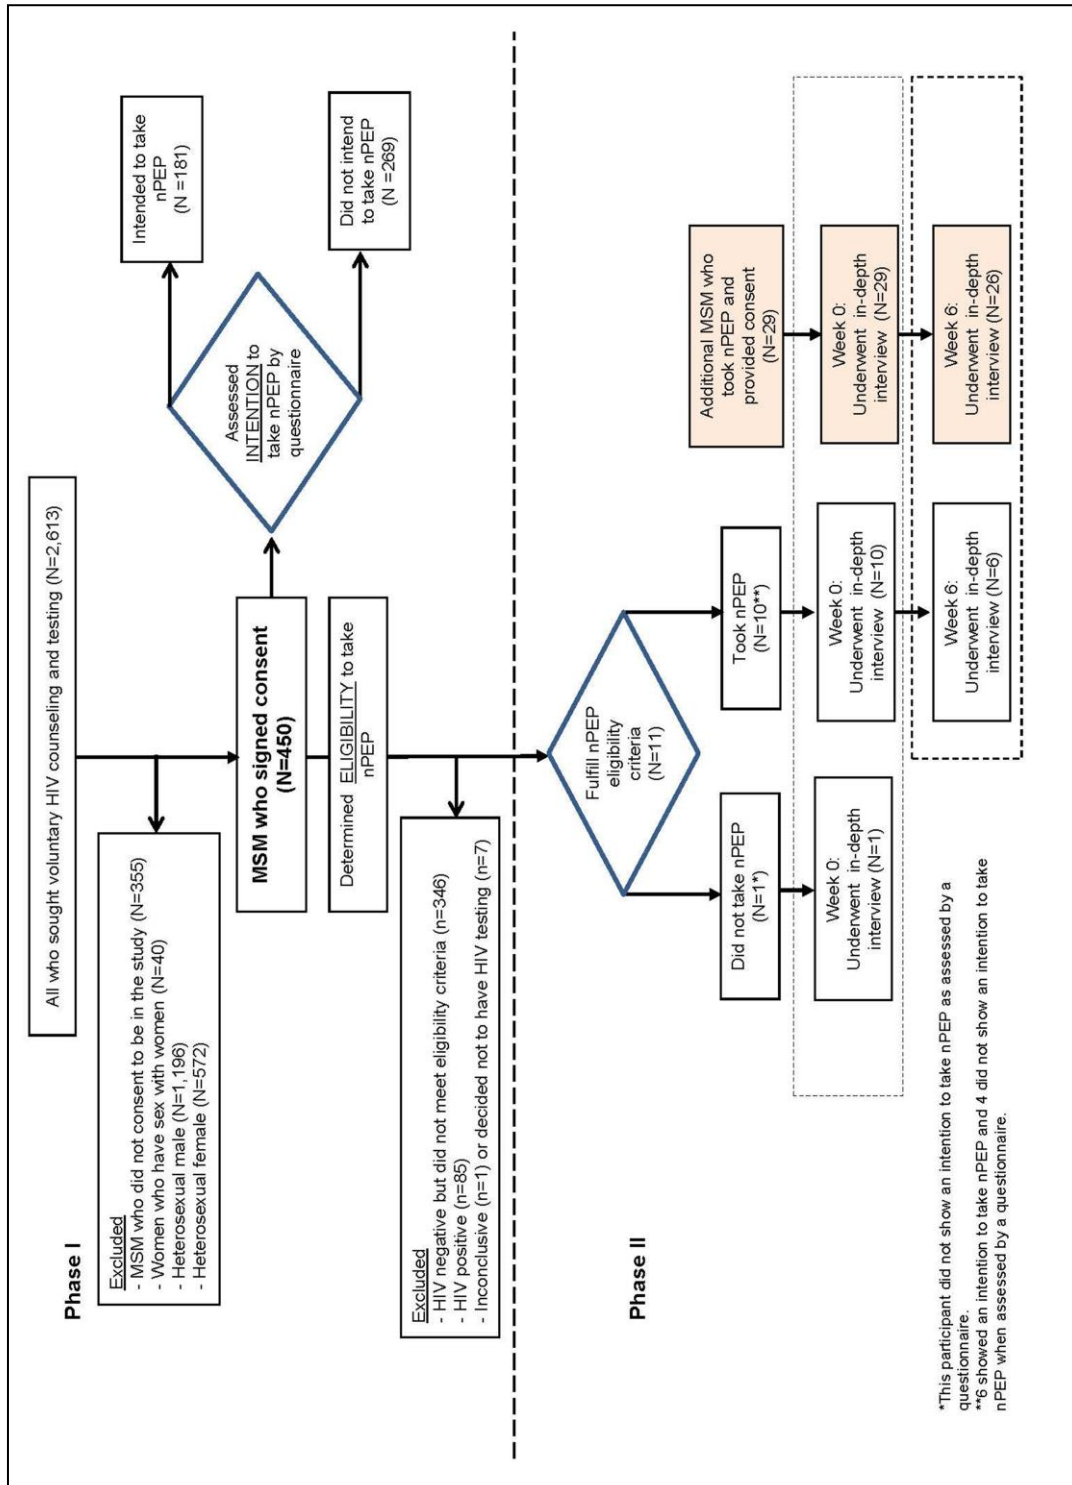 Phase I
All who sought voluntary HIV counseling and testing (N=2,613)
Excluded
- MSM who did not consent to be in the study (N=355)
- Women who have sex with women (N=40)
- Heterosexual male (N=1,196)
- Heterosexual female (N=572)
MSM who signed consent
(N=450)
Assessed
INTENTION to
take nPEP by
questionnaire
Intended to take
nPEP
(N =181)
Did not intend
to take nPEP
(N =269)
Determined ELIGIBILITY to take
nPEP
Excluded
- HIV negative but did not meet eligibility criteria (n=346)
- HIV positive (n=85)
- Inconclusive (n=1) or decided not to have HIV testing (n=7)
Phase II
Fulfill nPEP
eligibility
criteria
(N=11)
Did not take nPEP
(N=1*)
Took nPEP
(N=10**)
Additional MSM who
took nPEP and
provided consent
(N=29)
Week 0:
Underwent in-depth
interview (N=1)
Week 0:
Underwent in-depth
interview (N=10)
Week 0:
Underwent in-depth
interview (N=29)
Week 6:
Underwent in-depth
interview (N=6)
Week 6:
Underwent in-depth
interview (N=26)
*This participant did not show an intention to take nPEP as assessed by a
questionnaire.
**6 showed an intention to take nPEP and 4 did not show an intention to take
nPEP when assessed by a questionnaire.